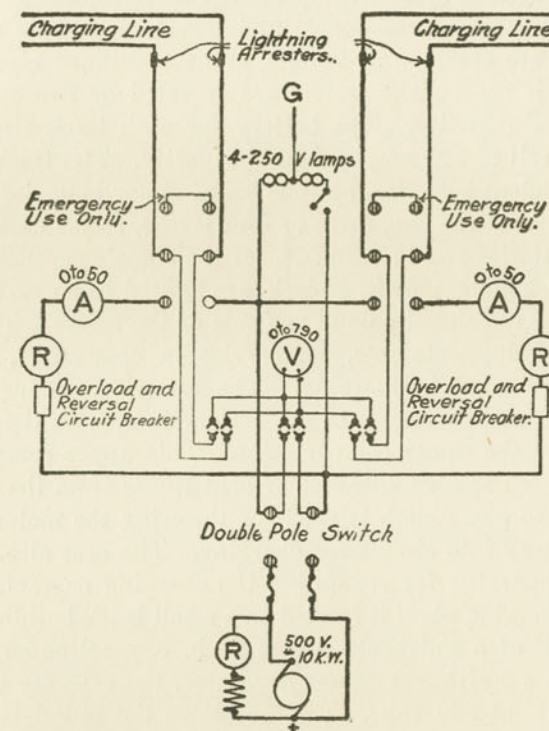 Charging Line
Charging Line
Lightning
Arresters..
G
4-250 V lamps
Emergency
Use Only.
Emergency
Use Only.
0 to 50
0 to 50
A
A
0 to 790
R
V
R
Overload and
Reversal
Circuit Breaker
Overload and
Reversal
Circuit Breaker.
Double Pole Switch
500 V.
10 K.W.
R
-
+